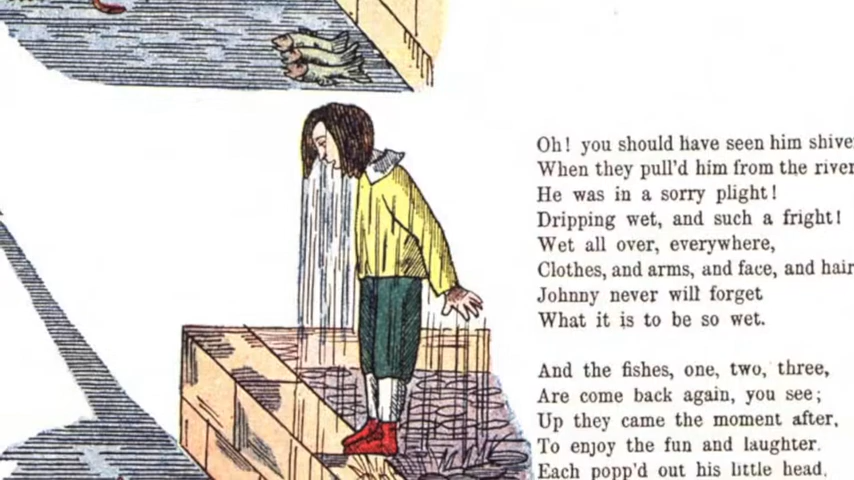 Oh! you should have seen him shive
When they pull'd him from the river
He was in a sorry plight!
Dripping wet, and such a fright!
Wet all over, everywhere,
Clothes, and arms, and face, and hair
Johnny never will forget
What it is to be so wet.
And the fishes, one, two, three,
Are come back again, you see;
Up they came the moment after,
To enjoy the fun and laughter.
Each popp'd out his little head,